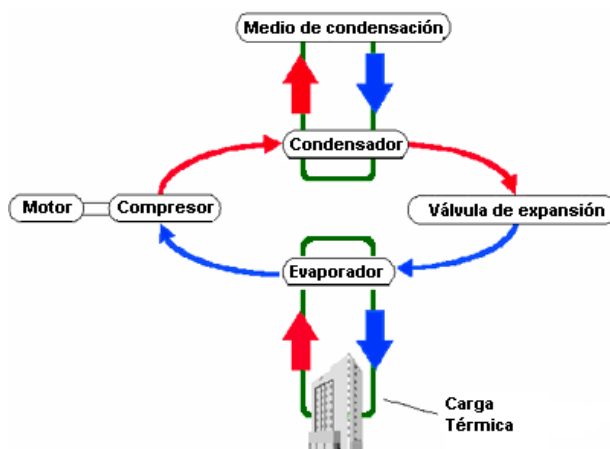 Medio de condensación
Condensador
Motor
Compresor
Válvula de expansión
Evaporador
Carga
Térmica